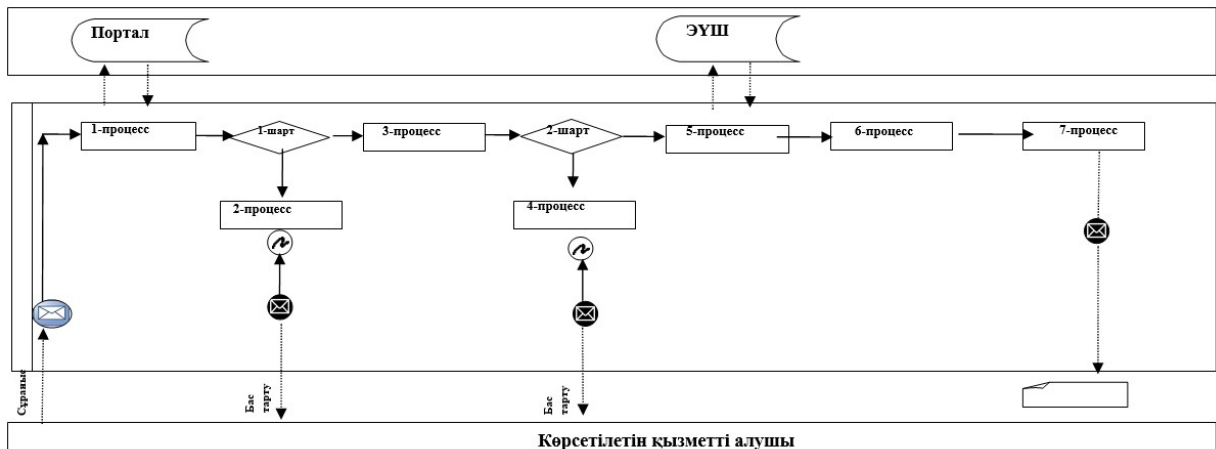 Портал
ЭҮШ
1-процесс
1-шарт
3-процесс
2-шарт
5-процесс
6-процесс
7-процесс
2-процесс
4-процесс
Сұраныс
Бас
тарту
Бас
тарту
Көрсетілетін қызметті алушы